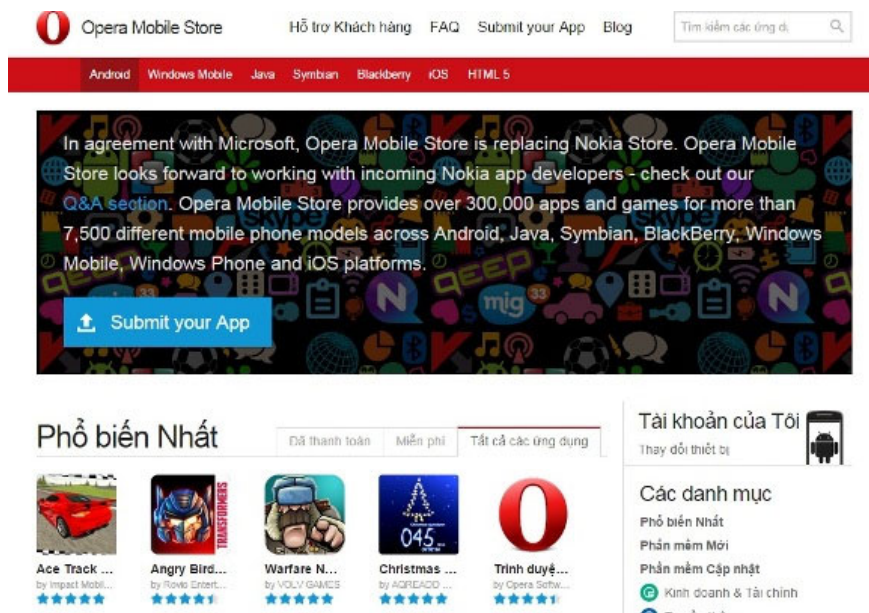 Opera Mobile Store
Hỗ trợ Khách hàng FAQ Submit your App Blog
Tìm kiếm các ứng dụ
Android Windows Mobile Java Symbian Blackberry iOS HTML 5
In agreement with Microsoft, Opera Mobile Store is replacing Nokia Store. Opera Mobile
Store looks forward to working with incoming Nokia app developers - check out our
Q&A section. Opera Mobile Store provides over 300,000 apps and games for more than
7,500 different mobile phone models across Android, Java, Symbian, BlackBerry, Windows
Mobile, Windows Phone and iOS platforms.
Submit your App
Phổ biến Nhất
Đã thanh toán Miễn phí Tất cả các ứng dụng
Ace Track ...
by Impact Mobil...
Angry Bird...
by Rovio Entert...
Warfare N...
by VOLV GAMES
Christmas ...
by AQREADD ...
Trình duyệ...
by Opera Softw...
TRANSFORMERS
045
skype
qeep
mig
33
N
Tài khoản của Tôi
Thay đổi thiết bị
Các danh mục
Phổ biến Nhất
Phần mềm Mới
Phần mềm Cập nhật
Kinh doanh & Tài chính